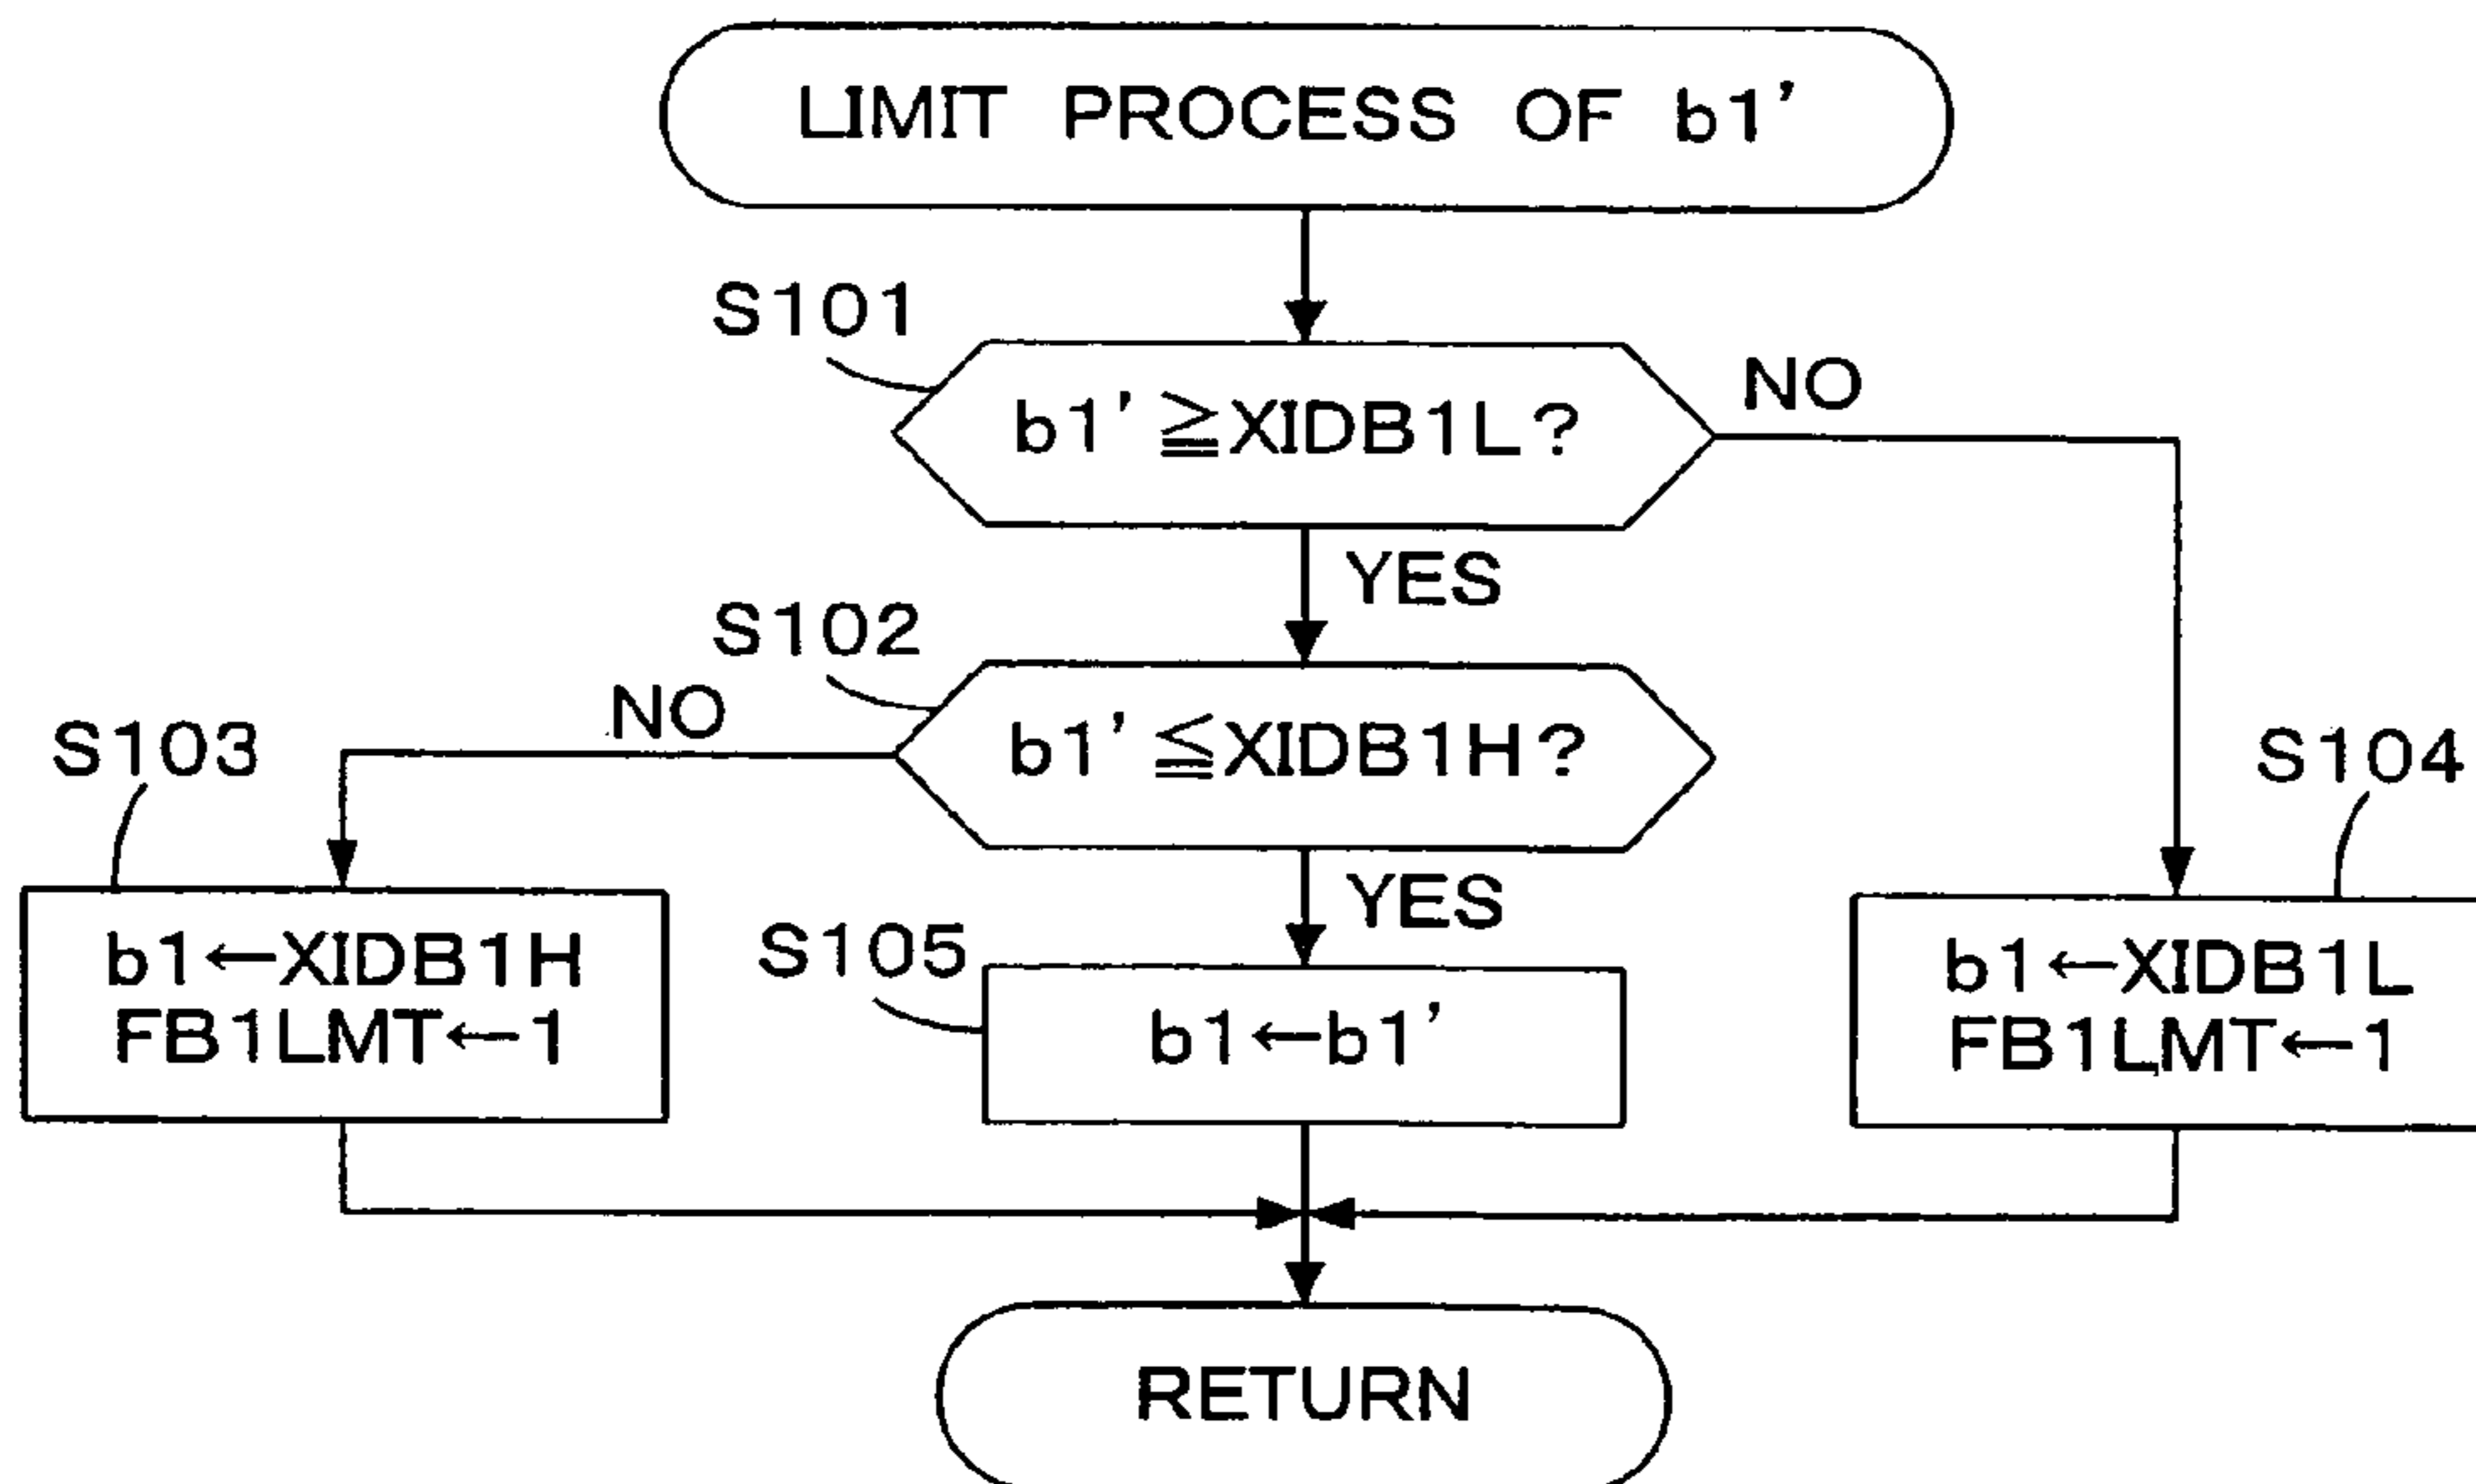 LIMIT PROCESS OF b1'
S101
b1'≧XIDB1L?
NO
YES
S102
b1'≦XIDB1H?
NO
YES
S103
b1←XIDB1H
FB1LMT←1
S105
b1←b1'
S104
b1←XIDB1L
FB1LMT←1
RETURN